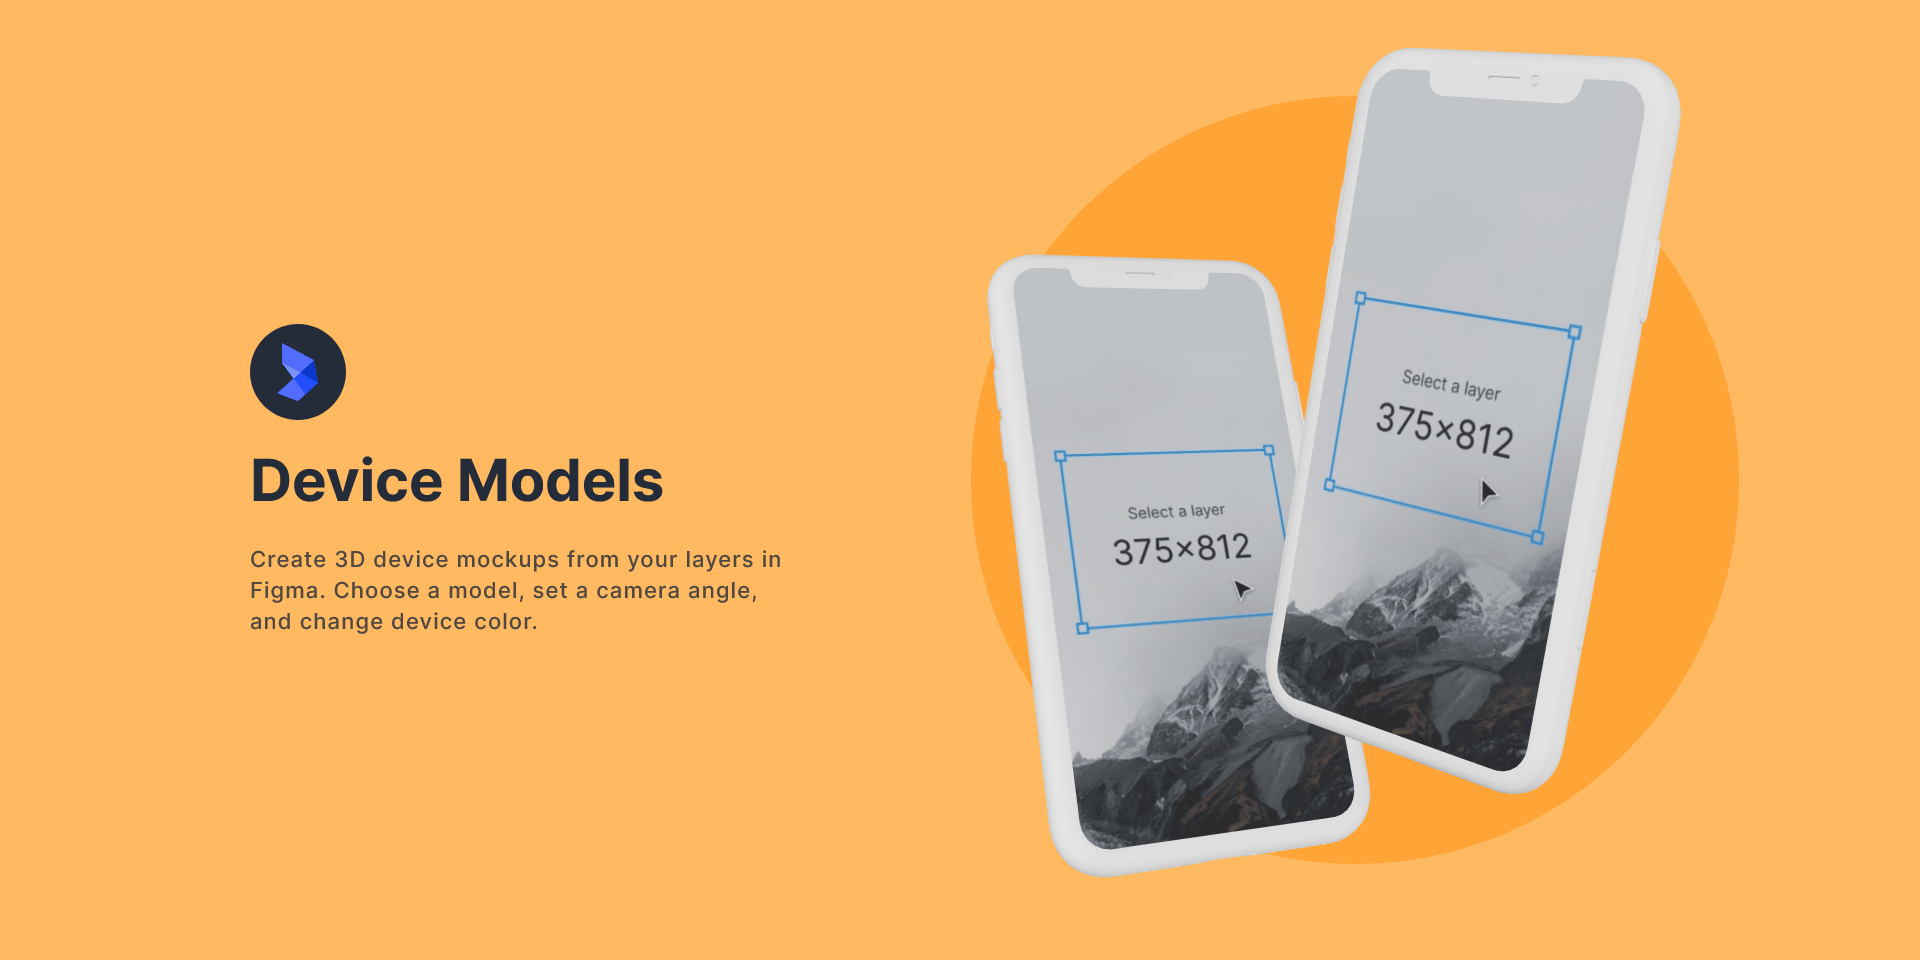 Device Models
Create 3D device mockups from your layers in
Figma. Choose a model, set a camera angle,
and change device color.
Select a layer
375×812
Select a layer
375×812